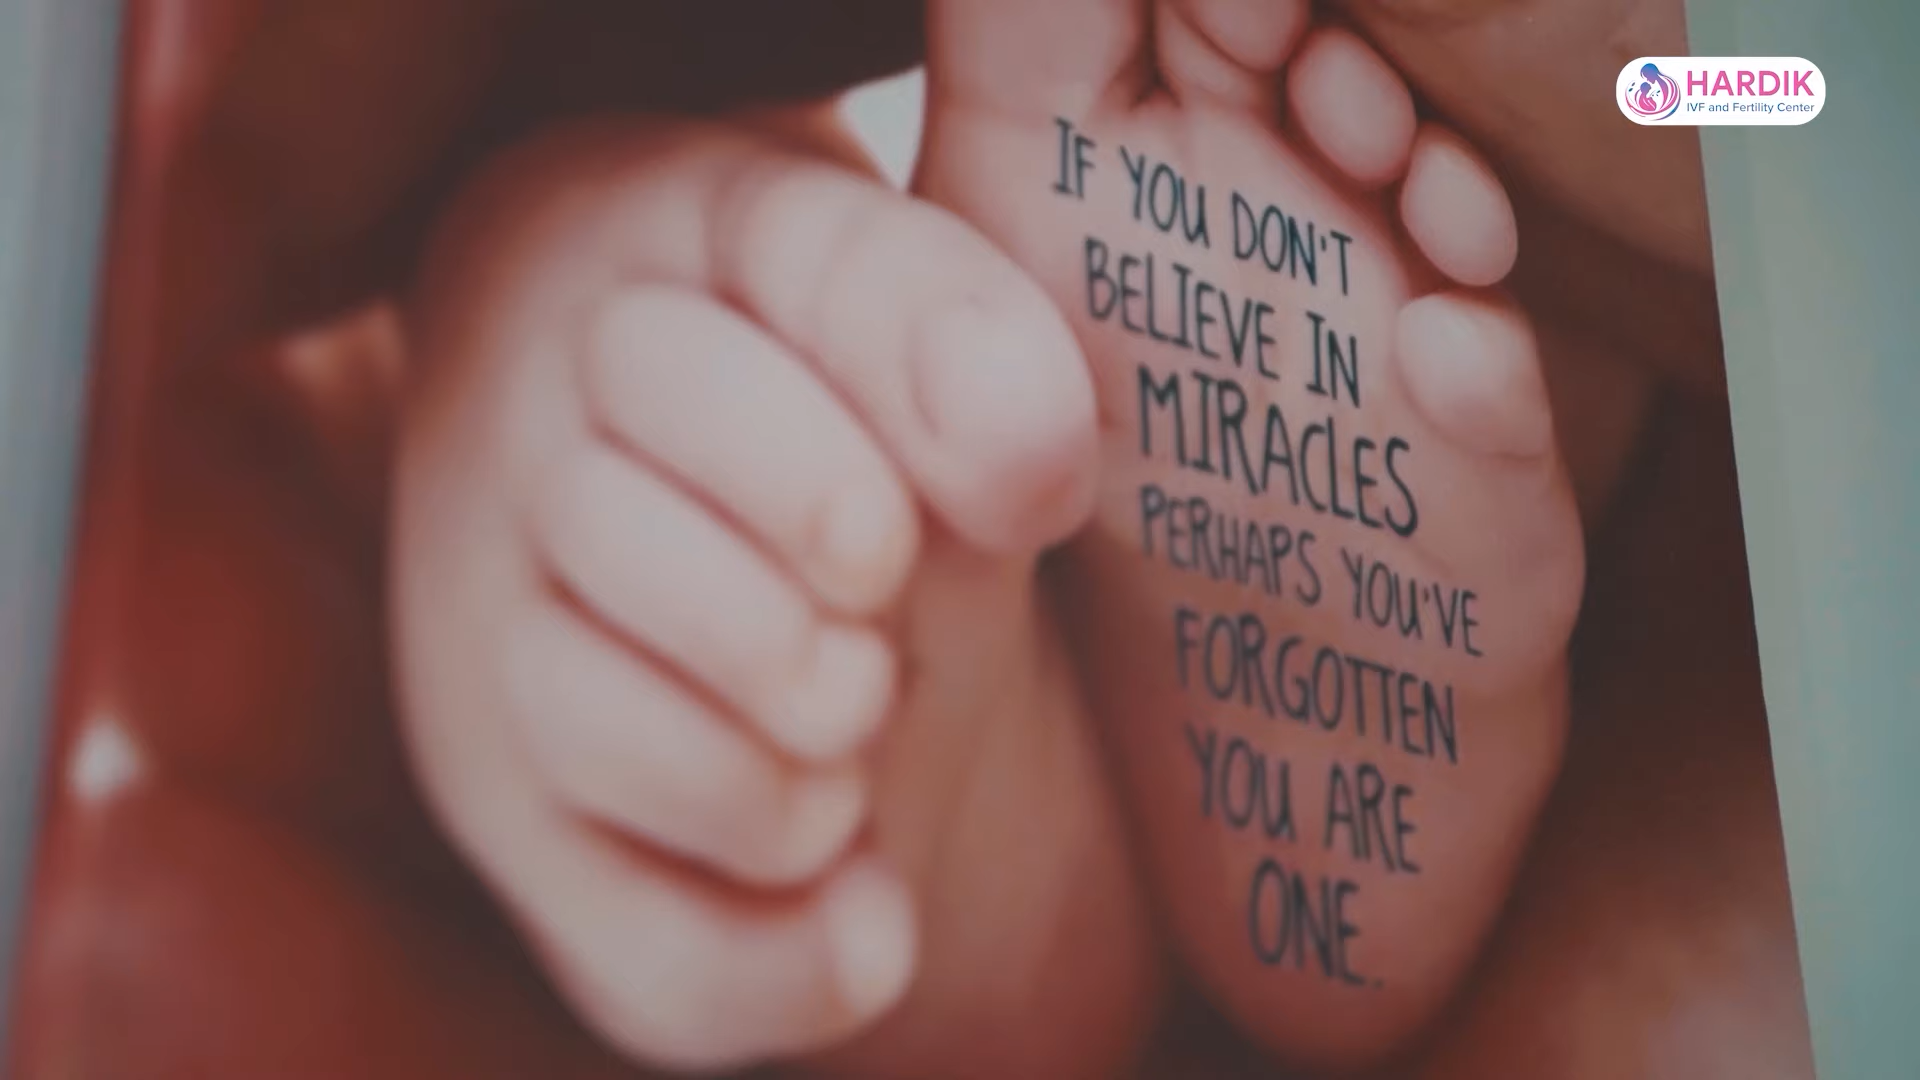 HARDIK
IVF and Fertility Center
IF YOU DON'T
BELIEVE IN
MIRACLES
PERHAPS YOU'VE
FORGOTTEN
YOU ARE
ONE.